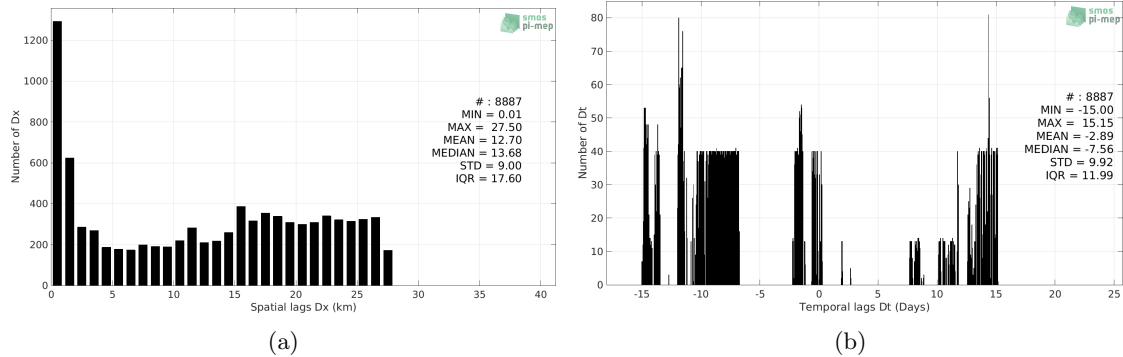 smos
pi-mep
1200
1000
800
600
400
200
0
Number of Dx
# : 8887
MIN = 0.01
MAX = 27.50
MEAN = 12.70
MEDIAN = 13.68
STD = 9.00
IQR = 17.60
0 5 10 15 20 25 30 35 40
Spatial lags Dx (km)
(a)
smos
pi-mep
80
70
60
50
40
30
20
10
0
Number of Dt
# : 8887
MIN = -15.00
MAX = 15.15
MEAN = -2.89
MEDIAN = -7.56
STD = 9.92
IQR = 11.99
-15 -10 -5 0 5 10 15 20 25
Temporal lags Dt (Days)
(b)